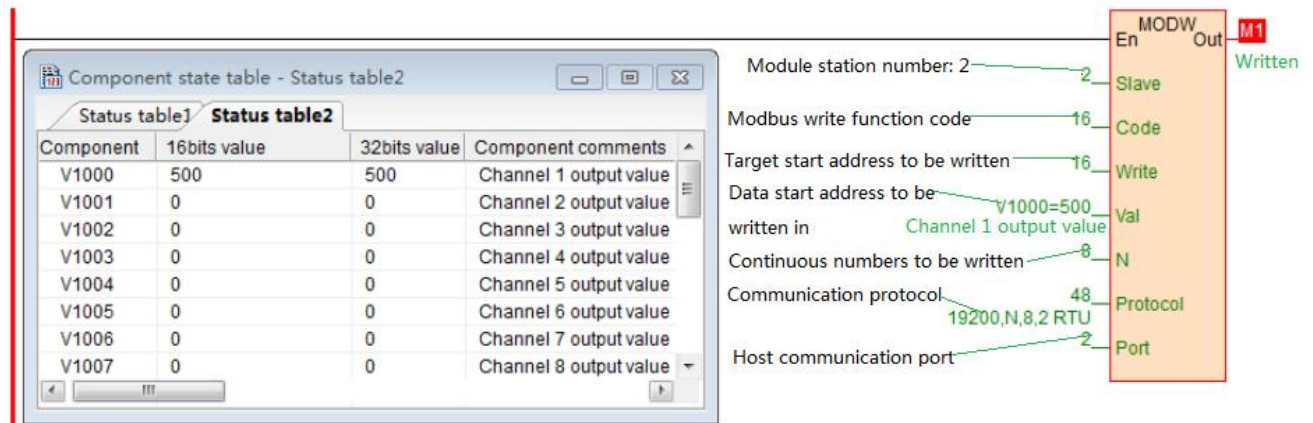 Component state table - Status table2
Status table1 Status table2
Component 16bits value 32bits value Component comments
V1000 500 500 Channel 1 output value
V1001 0 0 Channel 2 output value
V1002 0 0 Channel 3 output value
V1003 0 0 Channel 4 output value
V1004 0 0 Channel 5 output value
V1005 0 0 Channel 6 output value
V1006 0 0 Channel 7 output value
V1007 0 0 Channel 8 output value
MODW
En Out M1
Written
Module station number: 2 2 Slave
Modbus write function code 16 Code
Target start address to be written 16 Write
Data start address to be
written in
V1000=500 Val
Channel 1 output value
Continuous numbers to be written 8 N
Communication protocol 48 Protocol
19200,N,8,2 RTU
Host communication port 2 Port